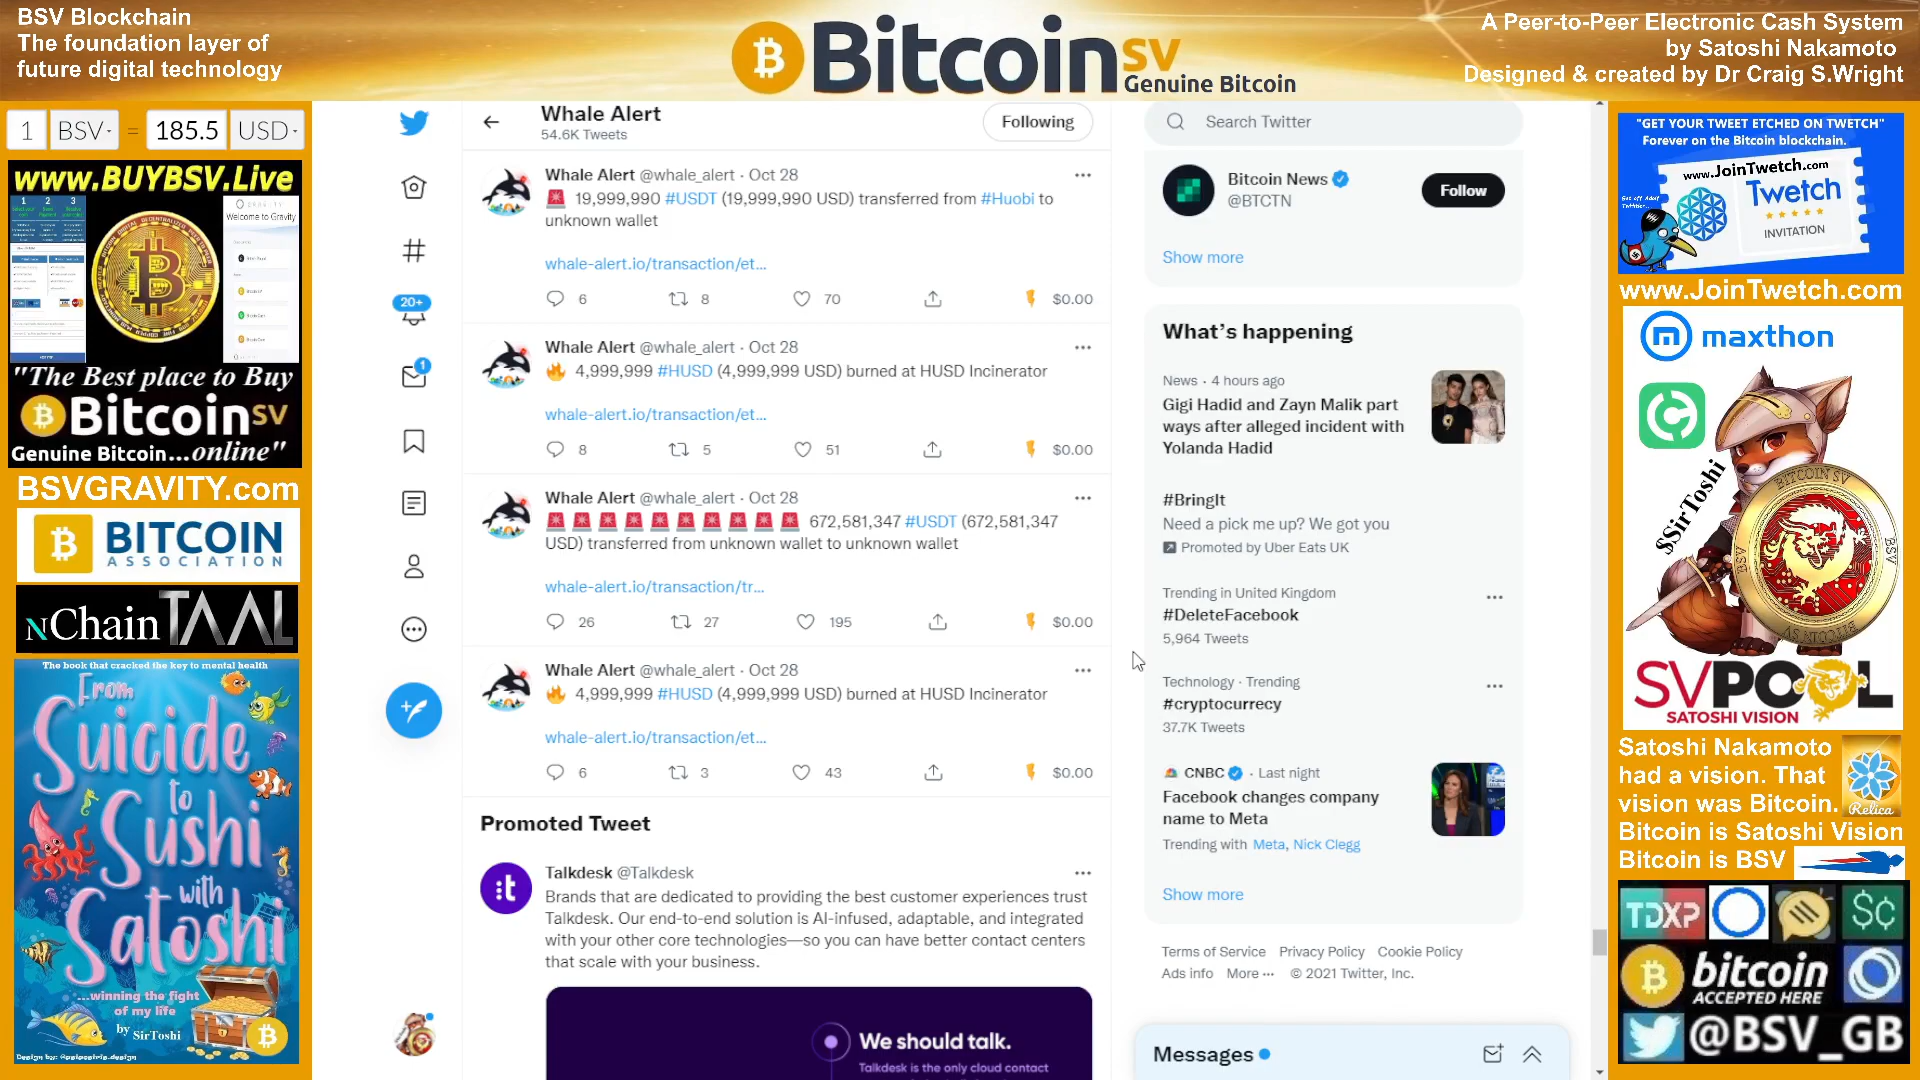 BSV Blockchain
The foundation layer of
future digital technology
Bitcoin SV
Genuine Bitcoin
A Peer-to-Peer Electronic Cash System
by Satoshi Nakamoto
Designed & created by Dr Craig S.Wright
1 BSV = 185.5 USD
www.BUYBSV.Live
Welcome to Gravity
"The Best place to Buy
Bitcoin SV
Genuine Bitcoin...online"
BSVGRAVITY.com
BITCOIN
ASSOCIATION
nChain TAAL
The book that cracked the key to mental health
From
Suicide
to
Sushi
with
Satoshi
...winning the fight
of my life
by SirToshi
Whale Alert
54.6K Tweets
Following
20+
1
Whale Alert @whale_alert · Oct 28
19,999,990 #USDT (19,999,990 USD) transferred from #Huobi to
unknown wallet
whale-alert.io/transaction/et...
6 8 70 $0.00
Whale Alert @whale_alert · Oct 28
4,999,999 #HUSD (4,999,999 USD) burned at HUSD Incinerator
whale-alert.io/transaction/et...
8 5 51 $0.00
Whale Alert @whale_alert · Oct 28
672,581,347 #USDT (672,581,347
USD) transferred from unknown wallet to unknown wallet
whale-alert.io/transaction/tr...
26 27 195 $0.00
Whale Alert @whale_alert · Oct 28
4,999,999 #HUSD (4,999,999 USD) burned at HUSD Incinerator
whale-alert.io/transaction/et...
6 3 43 $0.00
Promoted Tweet
Talkdesk @Talkdesk
Brands that are dedicated to providing the best customer experiences trust
Talkdesk. Our end-to-end solution is AI-infused, adaptable, and integrated
with your other core technologies—so you can have better contact centers
that scale with your business.
We should talk.
Talkdesk is the only cloud contact
Search Twitter
Bitcoin News
@BTCTN
Follow
Show more
What's happening
News · 4 hours ago
Gigi Hadid and Zayn Malik part
ways after alleged incident with
Yolanda Hadid
#BringIt
Need a pick me up? We got you
Promoted by Uber Eats UK
Trending in United Kingdom
#DeleteFacebook
5,964 Tweets
Technology · Trending
#cryptocurrecy
37.7K Tweets
CNBC · Last night
Facebook changes company
name to Meta
Trending with Meta, Nick Clegg
Show more
Terms of Service Privacy Policy Cookie Policy
Ads info More ··· © 2021 Twitter, Inc.
Messages
"GET YOUR TWEET ETCHED ON TWETCH"
Forever on the Bitcoin blockchain.
www.JoinTwetch.com
Twetch
INVITATION
www.JoinTwetch.com
maxthon
$SirToshi
BITCOIN SV
SVPOOL
SATOSHI VISION
Satoshi Nakamoto
had a vision. That
vision was Bitcoin.
Relica
Bitcoin is Satoshi Vision
Bitcoin is BSV
TDXP
$¢
bitcoin
ACCEPTED HERE
@BSV_GB